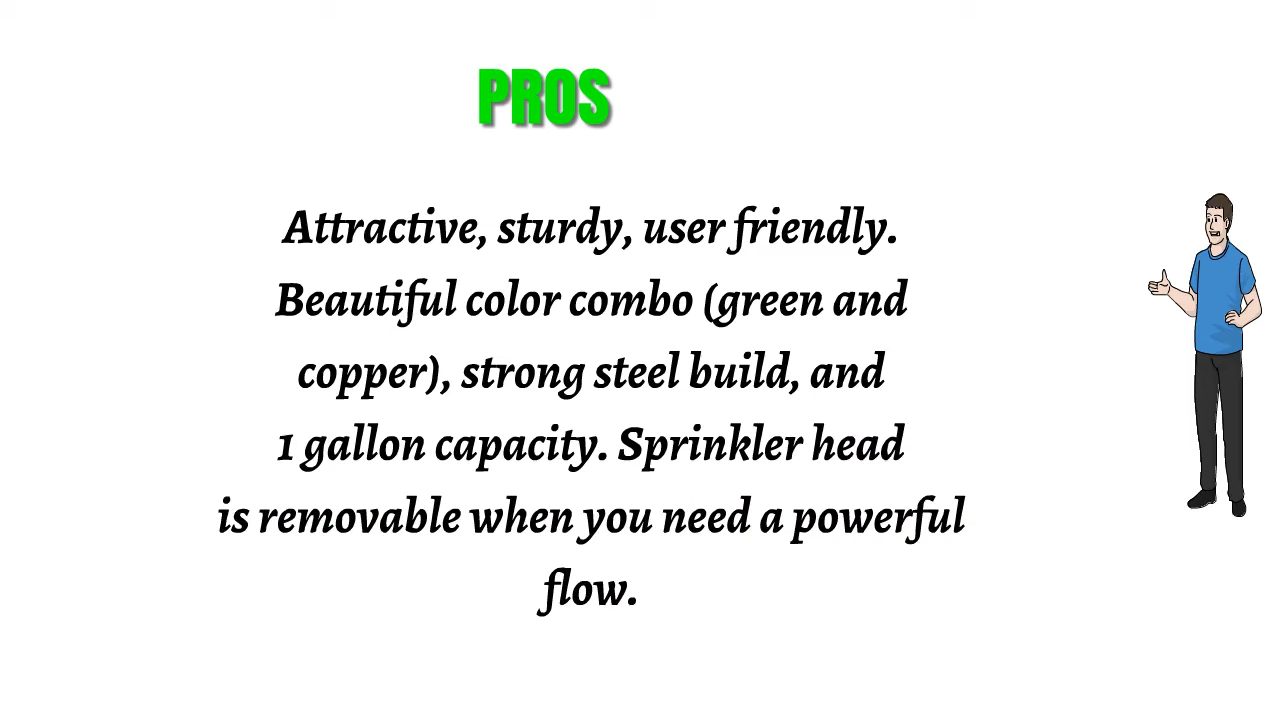 PROS
Attractive, sturdy, user friendly.
Beautiful color combo (green and
copper), strong steel build, and
1 gallon capacity. Sprinkler head
is removable when you need a powerful
flow.